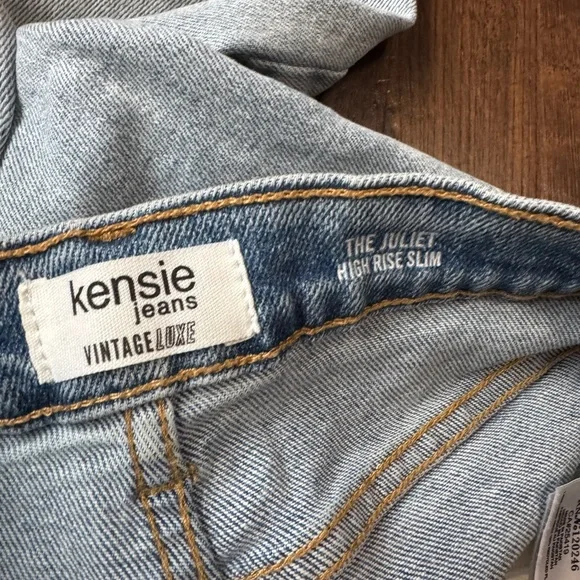 kensie
jeans
VINTAGE LUXE
THE JULIET
HIGH RISE SLIM